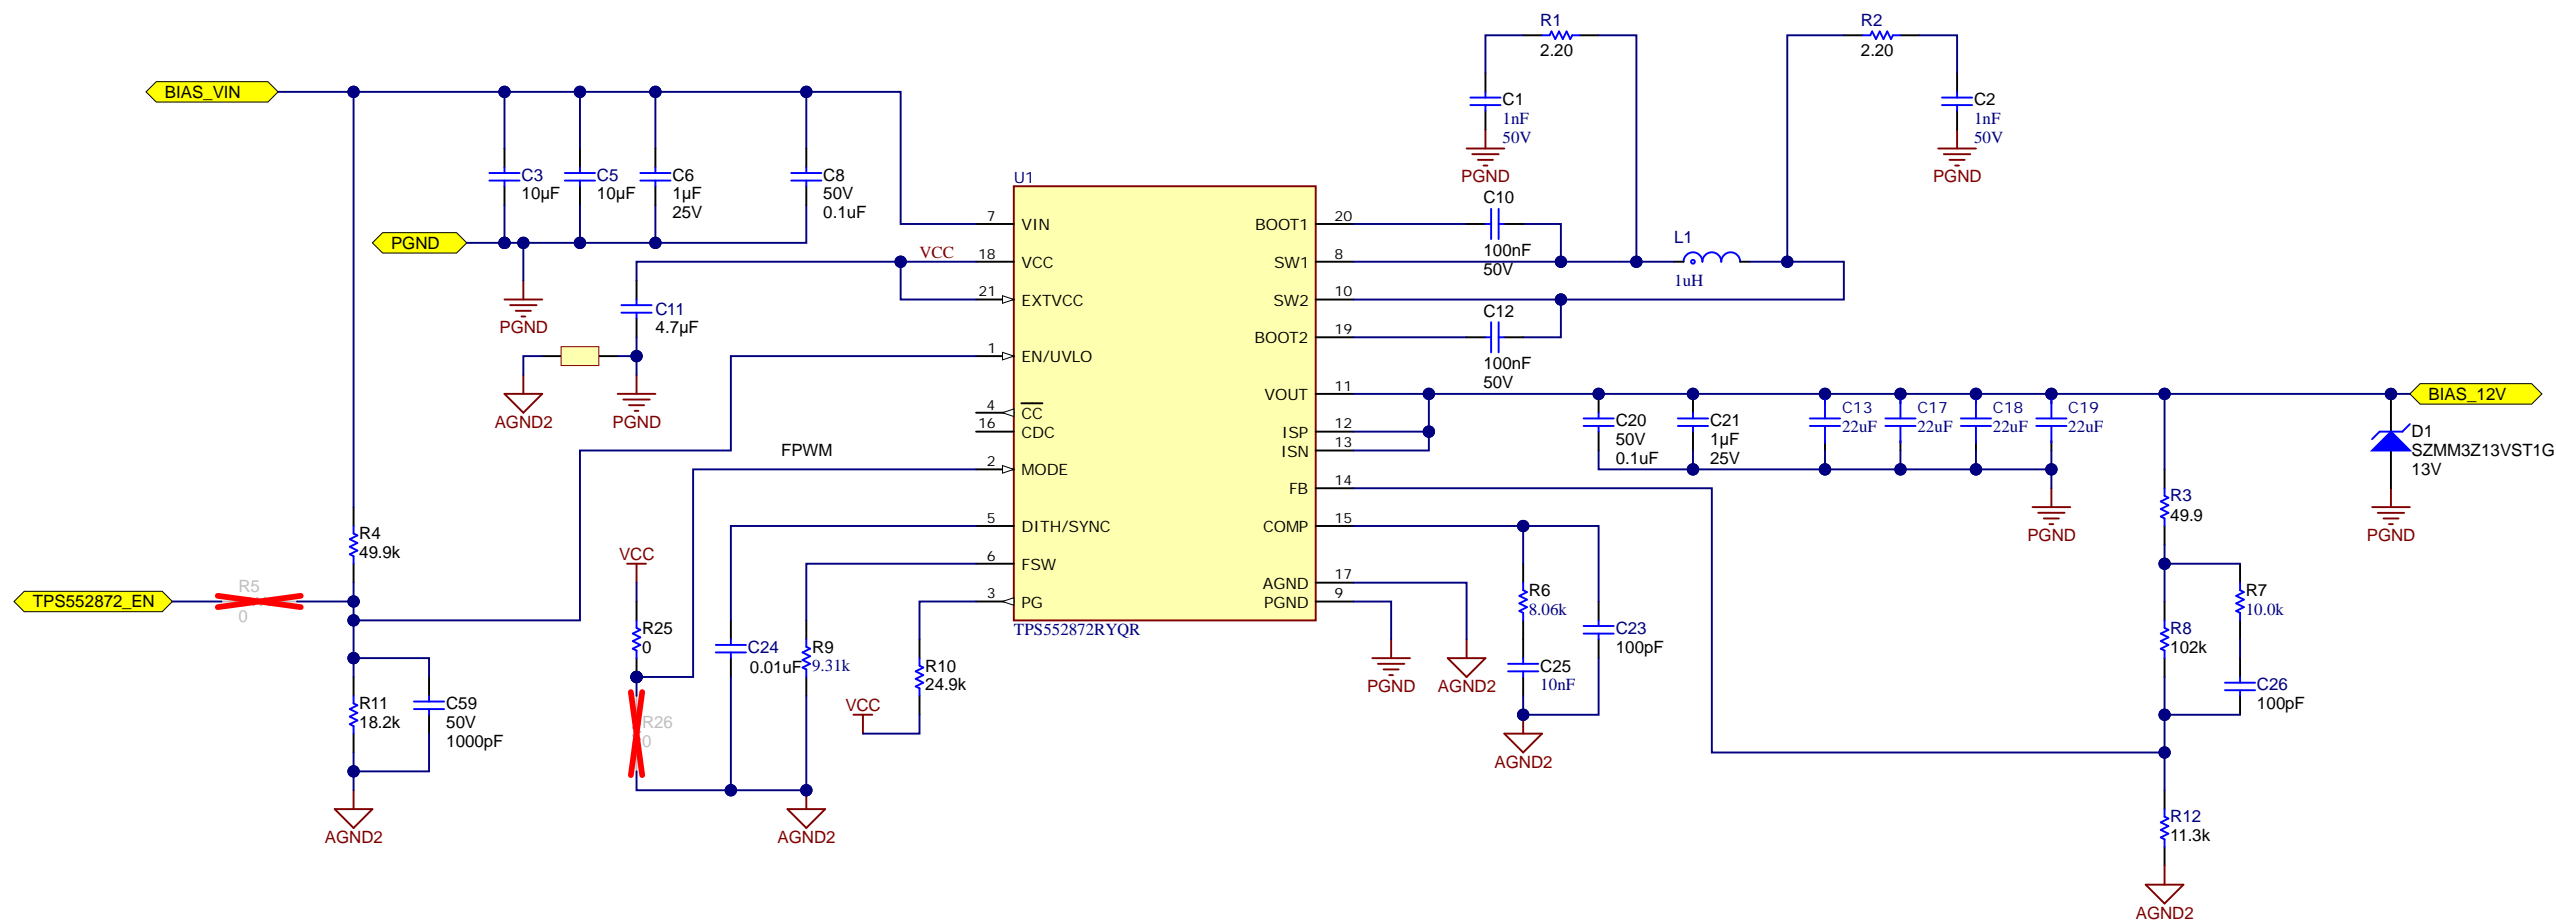 R1
2.20
R2
2.20
BIAS_VIN
C1
1nF
50V
PGND
C2
1nF
50V
PGND
C3
10µF
C5
10µF
C6
1µF
25V
C8
50V
0.1uF
PGND
PGND
U1
TPS552872RYQR
7
VIN
18
VCC
VCC
21
EXTVCC
1
EN/UVLO
4
CC
16
CDC
2
MODE
FPWM
5
DITH/SYNC
6
FSW
3
PG
BOOT1
20
SW1
8
SW2
10
BOOT2
19
VOUT
11
ISP
12
ISN
13
FB
14
COMP
15
AGND
17
PGND
9
C10
100nF
50V
L1
1uH
C12
100nF
50V
C11
4.7µF
AGND2
PGND
C20
50V
0.1uF
C21
1µF
25V
C13
22uF
C17
22uF
C18
22uF
C19
22uF
PGND
BIAS_12V
D1
SZMM3Z13VST1G
13V
PGND
R4
49.9k
TPS552872_EN
R5
0
R11
18.2k
C59
50V
1000pF
AGND2
VCC
R25
0
R26
0
C24
0.01uF
R9
9.31k
AGND2
R10
24.9k
VCC
PGND
AGND2
R6
8.06k
C25
10nF
C23
100pF
AGND2
R3
49.9
R7
10.0k
R8
102k
C26
100pF
R12
11.3k
AGND2